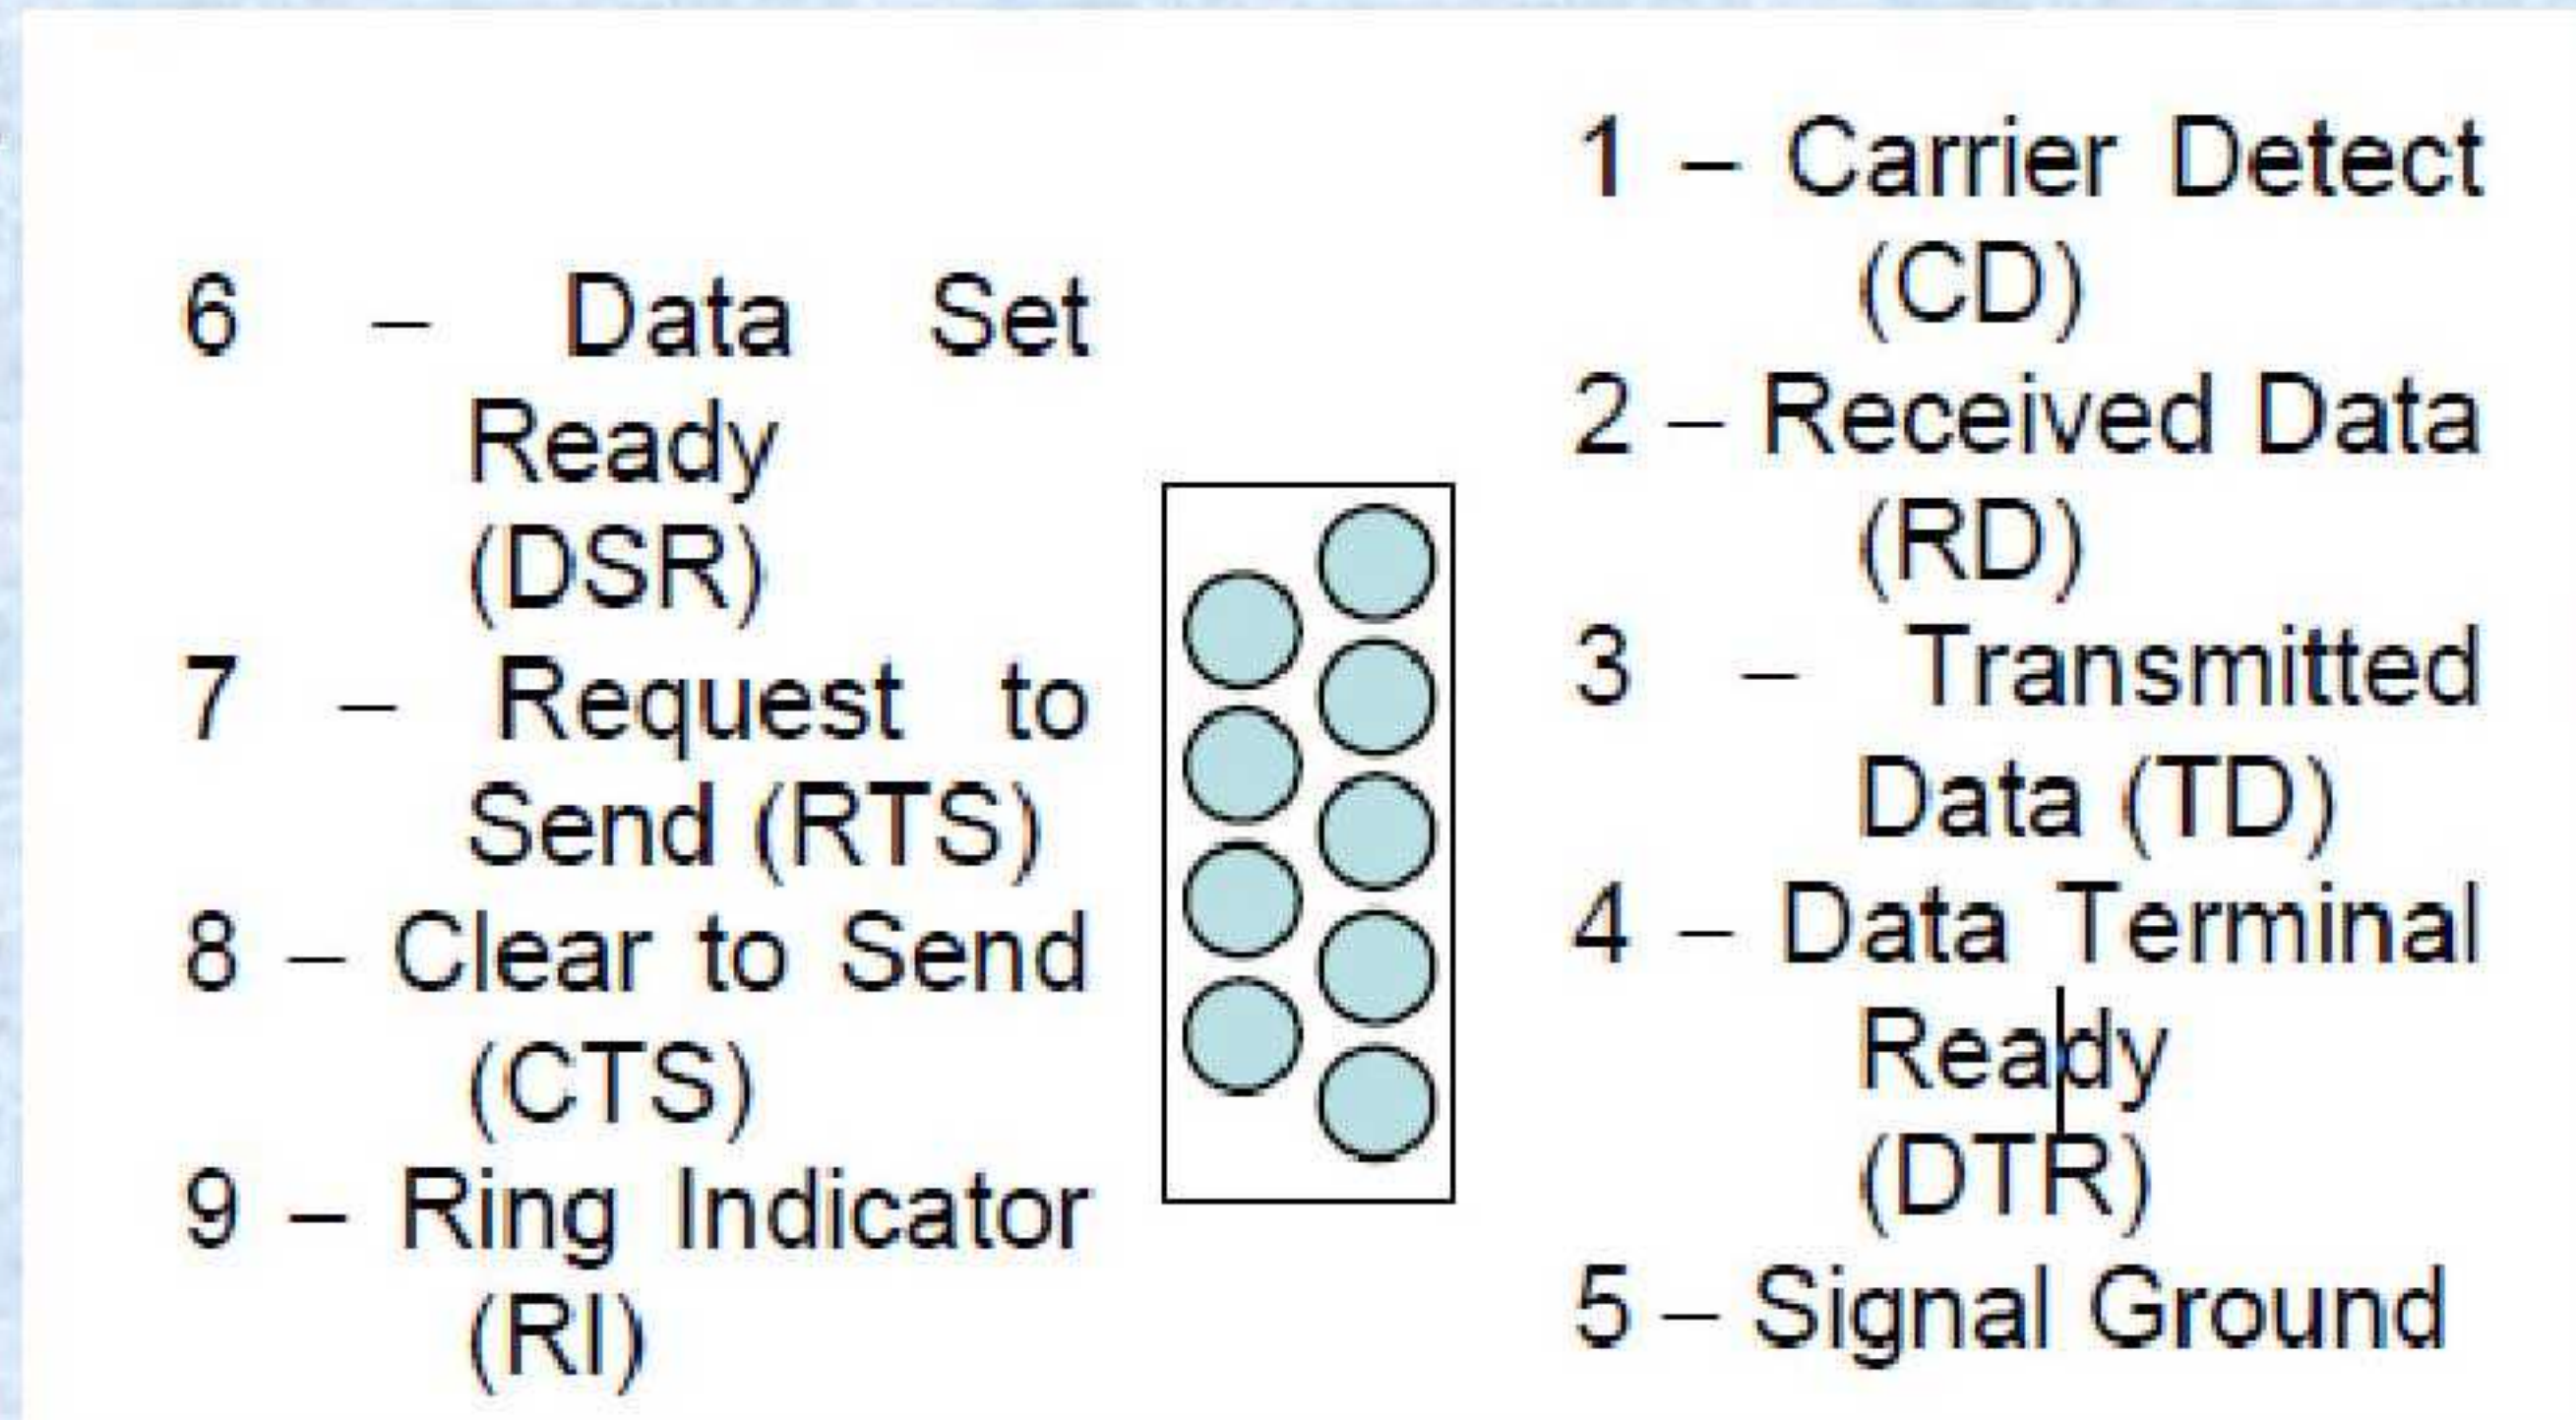 6 – Data Set
Ready
(DSR)
7 – Request to
Send (RTS)
8 – Clear to Send
(CTS)
9 – Ring Indicator
(RI)
1 – Carrier Detect
(CD)
2 – Received Data
(RD)
3 – Transmitted
Data (TD)
4 – Data Terminal
Ready
(DTR)
5 – Signal Ground